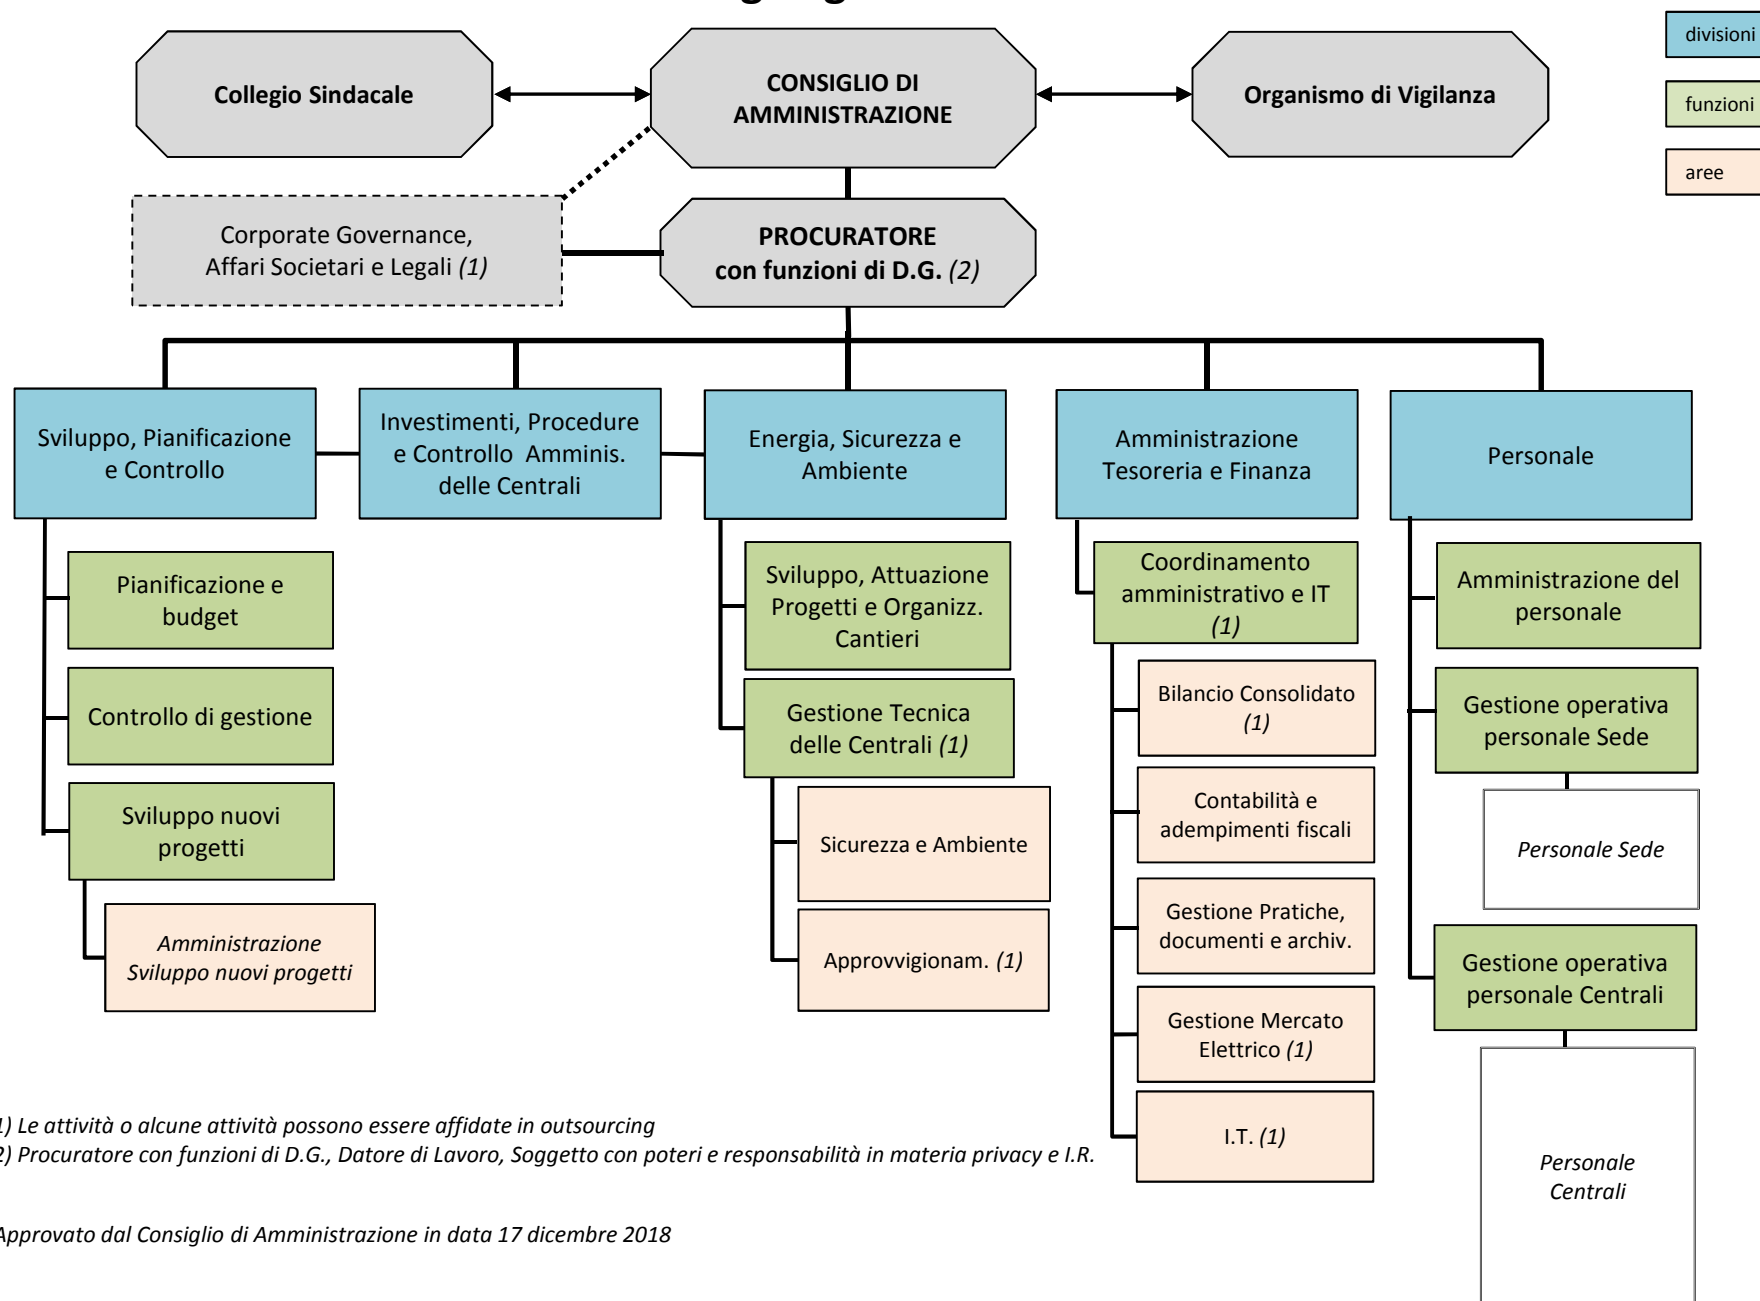 divisioni
funzioni
aree
Collegio Sindacale
CONSIGLIO DI
AMMINISTRAZIONE
Organismo di Vigilanza
Corporate Governance,
Affari Societari e Legali (1)
PROCURATORE
con funzioni di D.G. (2)
Sviluppo, Pianificazione
e Controllo
Investimenti, Procedure
e Controllo Amminis.
delle Centrali
Energia, Sicurezza e
Ambiente
Amministrazione
Tesoreria e Finanza
Personale
Pianificazione e
budget
Controllo di gestione
Sviluppo nuovi
progetti
Amministrazione
Sviluppo nuovi progetti
Sviluppo, Attuazione
Progetti e Organizz.
Cantieri
Gestione Tecnica
delle Centrali (1)
Sicurezza e Ambiente
Approvvigionam. (1)
Coordinamento
amministrativo e IT
(1)
Bilancio Consolidato
(1)
Contabilità e
adempimenti fiscali
Gestione Pratiche,
documenti e archiv.
Gestione Mercato
Elettrico (1)
I.T. (1)
Amministrazione del
personale
Gestione operativa
personale Sede
Personale Sede
Gestione operativa
personale Centrali
Personale
Centrali
1) Le attività o alcune attività possono essere affidate in outsourcing
2) Procuratore con funzioni di D.G., Datore di Lavoro, Soggetto con poteri e responsabilità in materia privacy e I.R.
Approvato dal Consiglio di Amministrazione in data 17 dicembre 2018